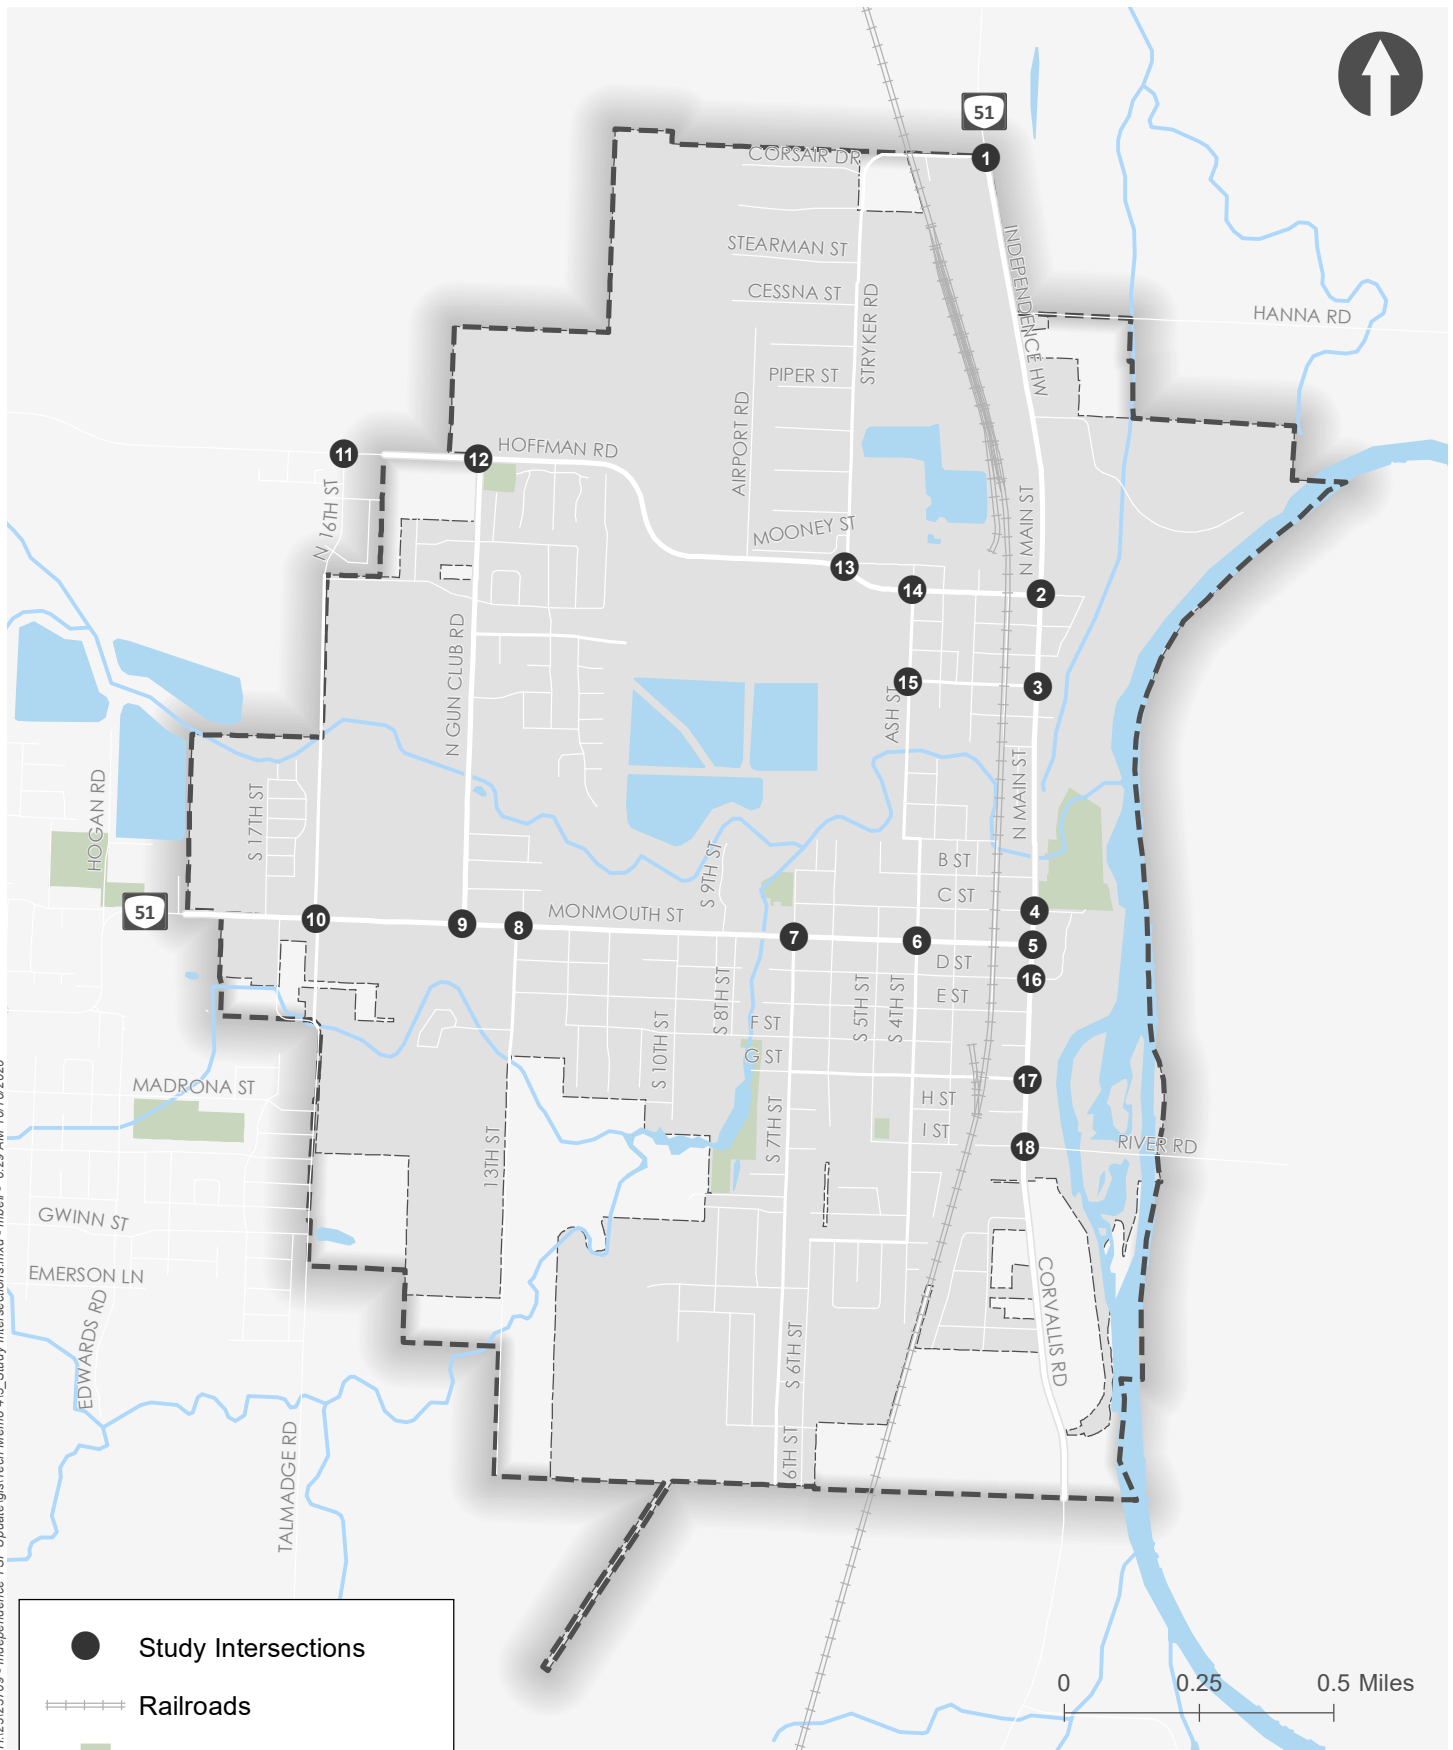 51
1
CORSAIR DR
INDEPENDENCE HW
STEARMAN ST
CESSNA ST
STRYKER RD
HANNA RD
PIPER ST
AIRPORT RD
11
12
HOFFMAN RD
N 16TH ST
N MAIN ST
MOONEY ST
13
14
2
N GUN CLUB RD
15
3
ASH ST
HOGAN RD
S 17TH ST
N MAIN ST
S 9TH ST
B ST
C ST
51
10
9
8
MONMOUTH ST
7
6
4
5
D ST
16
E ST
S 8TH ST
S 5TH ST
S 4TH ST
F ST
S 10TH ST
G ST
17
MADRONA ST
H ST
I ST
S 7TH ST
13TH ST
18
RIVER RD
GWINN ST
EMERSON LN
EDWARDS RD
CORVALLIS RD
S 6TH ST
6TH ST
TALMADGE RD
Study Intersections
Railroads
0 0.25 0.5 Miles